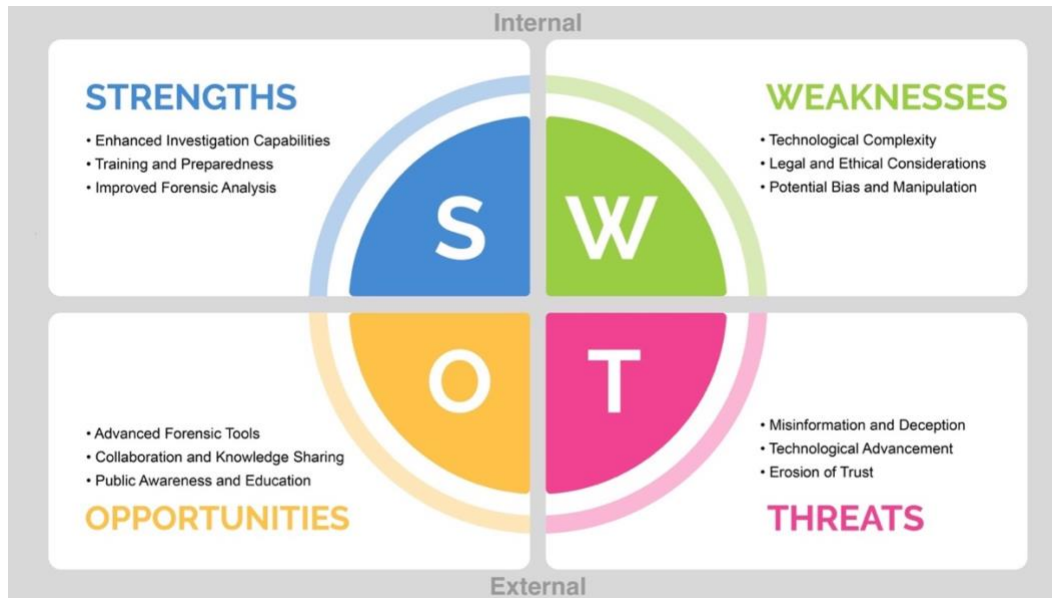 Internal
STRENGTHS
• Enhanced Investigation Capabilities
• Training and Preparedness
• Improved Forensic Analysis
WEAKNESSES
• Technological Complexity
• Legal and Ethical Considerations
• Potential Bias and Manipulation
S
W
O
T
• Advanced Forensic Tools
• Collaboration and Knowledge Sharing
• Public Awareness and Education
OPPORTUNITIES
• Misinformation and Deception
• Technological Advancement
• Erosion of Trust
THREATS
External